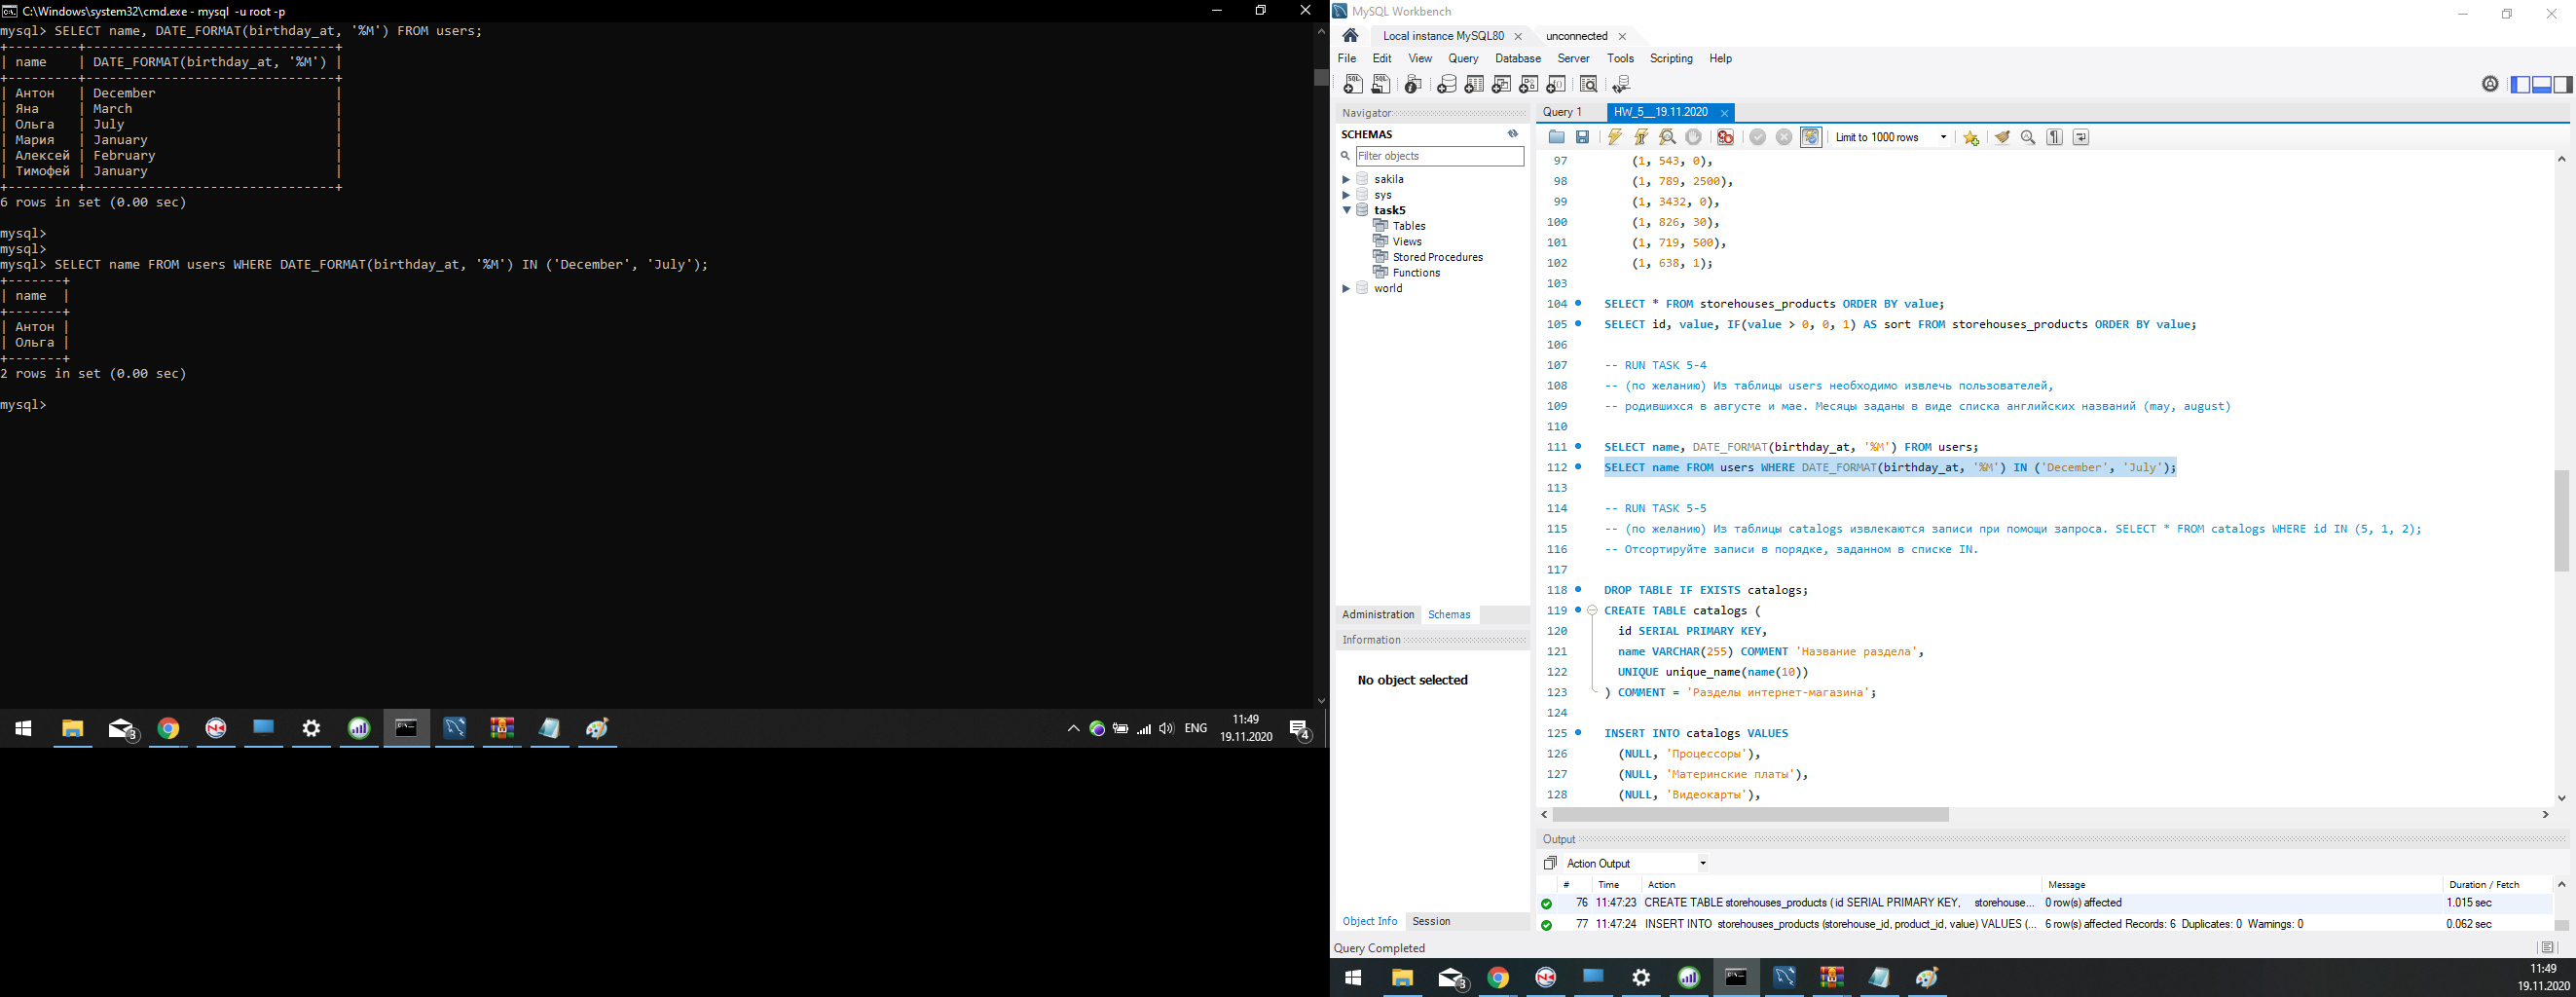 C:\Windows\system32\cmd.exe - mysql -u root -p
mysql> SELECT name, DATE_FORMAT(birthday_at, '%M') FROM users;
+---------+--------------------------------+
| name    | DATE_FORMAT(birthday_at, '%M') |
+---------+--------------------------------+
| Антон   | December                       |
| Яна     | March                          |
| Ольга   | July                           |
| Мария   | January                        |
| Алексей | February                       |
| Тимофей | January                        |
+---------+--------------------------------+
6 rows in set (0.00 sec)
mysql>
mysql>
mysql> SELECT name FROM users WHERE DATE_FORMAT(birthday_at, '%M') IN ('December', 'July');
+-------+
| name  |
+-------+
| Антон |
| Ольга |
+-------+
2 rows in set (0.00 sec)
mysql>
3
ENG
11:49
19.11.2020
4
MySQL Workbench
Local instance MySQL80
unconnected
File Edit View Query Database Server Tools Scripting Help
Navigator
SCHEMAS
Filter objects
sakila
sys
task5
Tables
Views
Stored Procedures
Functions
world
Administration Schemas
Information
No object selected
Object Info Session
Query Completed
Query 1 HW_5__19.11.2020
Limit to 1000 rows
97 (1, 543, 0),
98 (1, 789, 2500),
99 (1, 3432, 0),
100 (1, 826, 30),
101 (1, 719, 500),
102 (1, 638, 1);
103
104 SELECT * FROM storehouses_products ORDER BY value;
105 SELECT id, value, IF(value > 0, 0, 1) AS sort FROM storehouses_products ORDER BY value;
106
107 -- RUN TASK 5-4
108 -- (по желанию) Из таблицы users необходимо извлечь пользователей,
109 -- родившихся в августе и мае. Месяцы заданы в виде списка английских названий (may, august)
110
111 SELECT name, DATE_FORMAT(birthday_at, '%M') FROM users;
112 SELECT name FROM users WHERE DATE_FORMAT(birthday_at, '%M') IN ('December', 'July');
113
114 -- RUN TASK 5-5
115 -- (по желанию) Из таблицы catalogs извлекаются записи при помощи запроса. SELECT * FROM catalogs WHERE id IN (5, 1, 2);
116 -- Отсортируйте записи в порядке, заданном в списке IN.
117
118 DROP TABLE IF EXISTS catalogs;
119 CREATE TABLE catalogs (
120 id SERIAL PRIMARY KEY,
121 name VARCHAR(255) COMMENT 'Название раздела',
122 UNIQUE unique_name(name(10))
123 ) COMMENT = 'Разделы интернет-магазина';
124
125 INSERT INTO catalogs VALUES
126 (NULL, 'Процессоры'),
127 (NULL, 'Материнские платы'),
128 (NULL, 'Видеокарты'),
Output
Action Output
# Time Action Message Duration / Fetch
76 11:47:23 CREATE TABLE storehouses_products ( id SERIAL PRIMARY KEY, storehouse... 0 row(s) affected 1.015 sec
77 11:47:24 INSERT INTO storehouses_products (storehouse_id, product_id, value) VALUES (... 6 row(s) affected Records: 6 Duplicates: 0 Warnings: 0 0.062 sec
3
11:49
19.11.2020